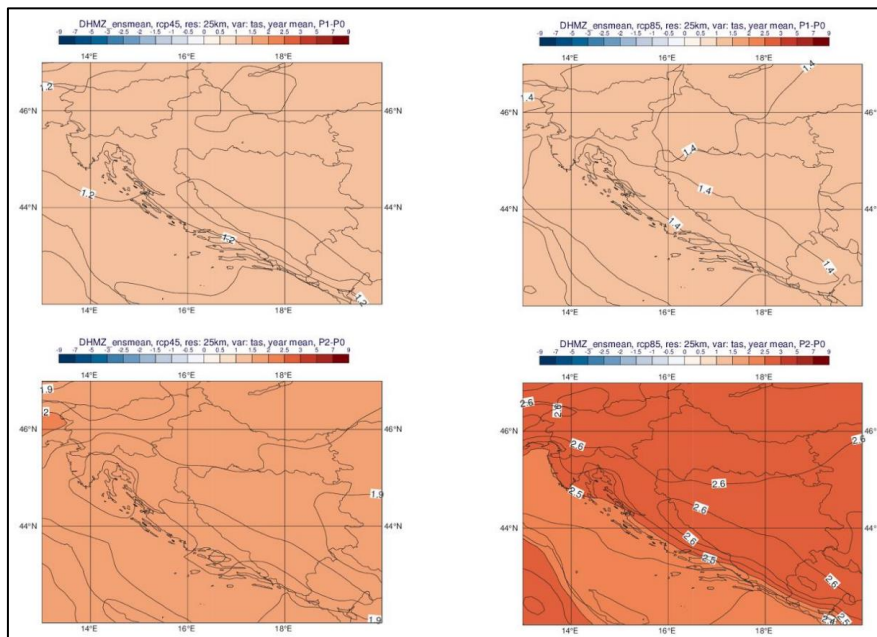 DHMZ_ensmean, rcp45, res: 25km, var: tas, year mean, P1-P0
-9 -7 -5 -3 -2 -1.5 -1 -0.5 0 0.5 1 1.5 2 2.5 3 5 7 9
14°E 16°E 18°E
1.2
46°N 46°N
1.2
44°N 44°N
1.2
1.2
14°E 16°E 18°E
DHMZ_ensmean, rcp85, res: 25km, var: tas, year mean, P1-P0
-9 -7 -5 -3 -2 -1.5 -1 -0.5 0 0.5 1 1.5 2 2.5 3 5 7 9
14°E 16°E 18°E
1.4
1.4
46°N 46°N
1.4
1.4
44°N 44°N
1.4
1.4
14°E 16°E 18°E
DHMZ_ensmean, rcp45, res: 25km, var: tas, year mean, P2-P0
-9 -7 -5 -3 -2 -1.5 -1 -0.5 0 0.5 1 1.5 2 2.5 3 5 7 9
14°E 16°E 18°E
1.9
2
46°N 46°N
1.9
44°N 44°N
1.9
14°E 16°E 18°E
DHMZ_ensmean, rcp85, res: 25km, var: tas, year mean, P2-P0
-9 -7 -5 -3 -2 -1.5 -1 -0.5 0 0.5 1 1.5 2 2.5 3 5 7 9
14°E 16°E 18°E
2.6 2.6
46°N 46°N
2.6 2.6
2.6
2.5
44°N 44°N
2.6
2.5
2.6
2.4 2.5
14°E 16°E 18°E